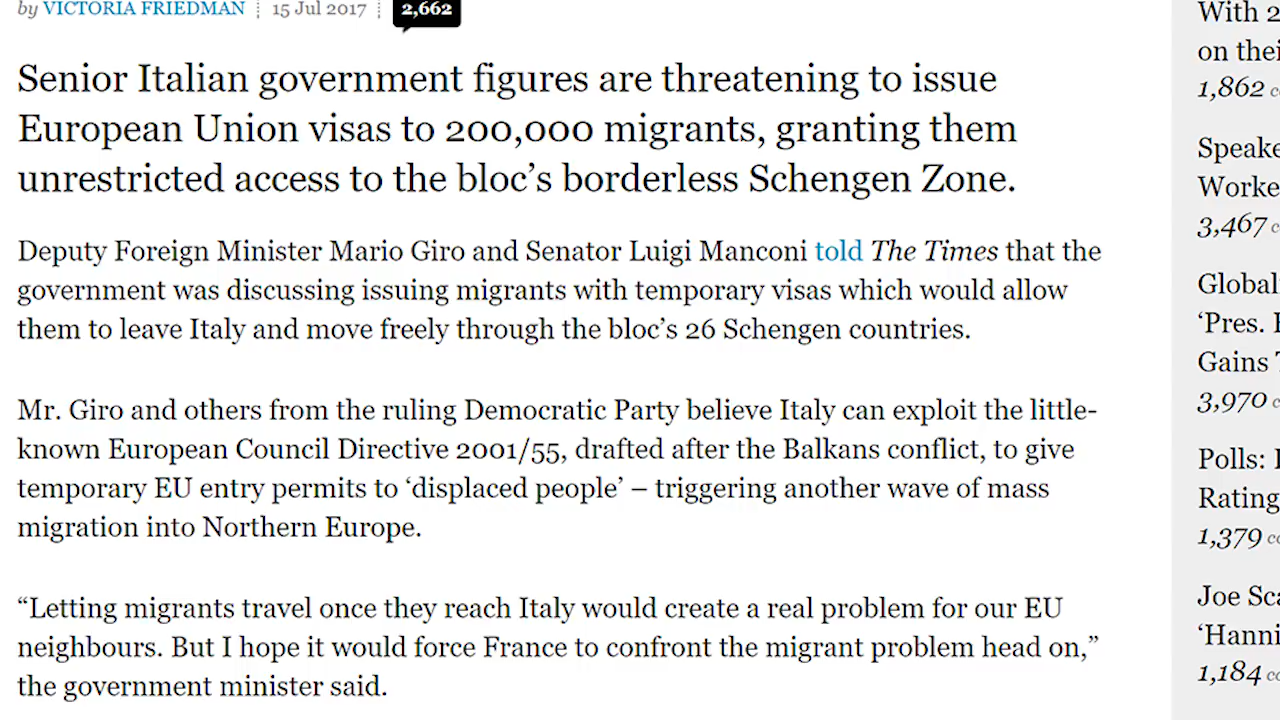 by VICTORIA FRIEDMAN 15 Jul 2017 2,662
Senior Italian government figures are threatening to issue
European Union visas to 200,000 migrants, granting them
unrestricted access to the bloc’s borderless Schengen Zone.
Deputy Foreign Minister Mario Giro and Senator Luigi Manconi told The Times that the
government was discussing issuing migrants with temporary visas which would allow
them to leave Italy and move freely through the bloc’s 26 Schengen countries.
Mr. Giro and others from the ruling Democratic Party believe Italy can exploit the little-
known European Council Directive 2001/55, drafted after the Balkans conflict, to give
temporary EU entry permits to ‘displaced people’ – triggering another wave of mass
migration into Northern Europe.
“Letting migrants travel once they reach Italy would create a real problem for our EU
neighbours. But I hope it would force France to confront the migrant problem head on,”
the government minister said.
With 2
on thei
1,862
Speake
Worke
3,467
Global
‘Pres.
Gains
3,970
Polls:
Rating
1,379
Joe Sca
‘Hanni
1,184